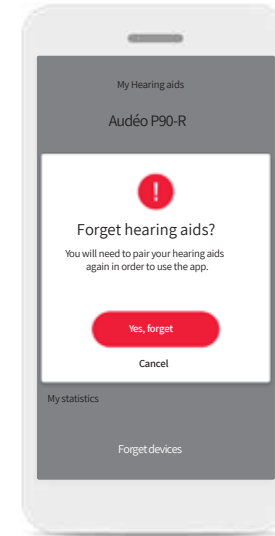 My Hearing aids
Audéo P90-R
!
Forget hearing aids?
You will need to pair your hearing aids
again in order to use the app.
Yes, forget
Cancel
My statistics
Forget devices